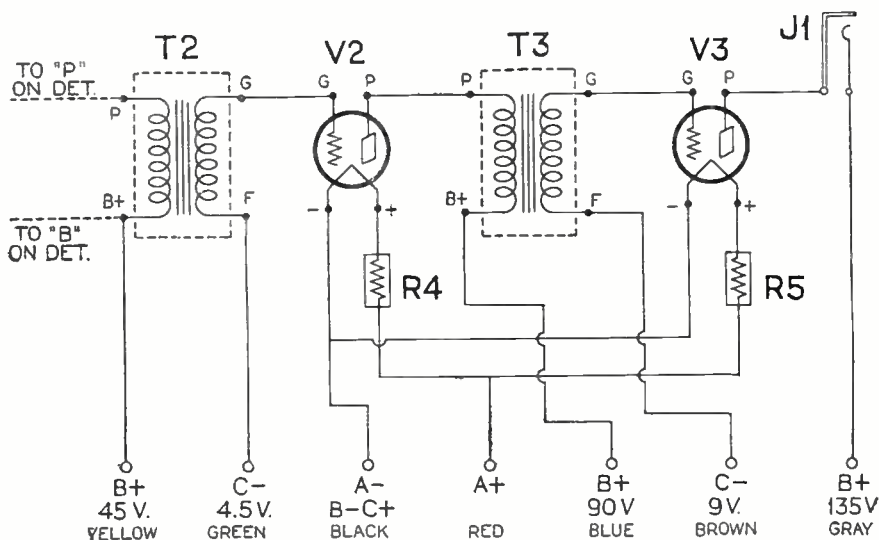 T2
V2
T3
V3
J1
TO "P"
ON DET.
P
G
G
P
P
G
G
P
B+
F
-
+
B+
F
-
+
TO "B"
ON DET.
R4
R5
B+
45 V.
YELLOW
C-
4.5 V.
GREEN
A-
B-C+
BLACK
A+
RED
B+
90 V
BLUE
C-
9 V.
BROWN
B+
135 V
GRAY